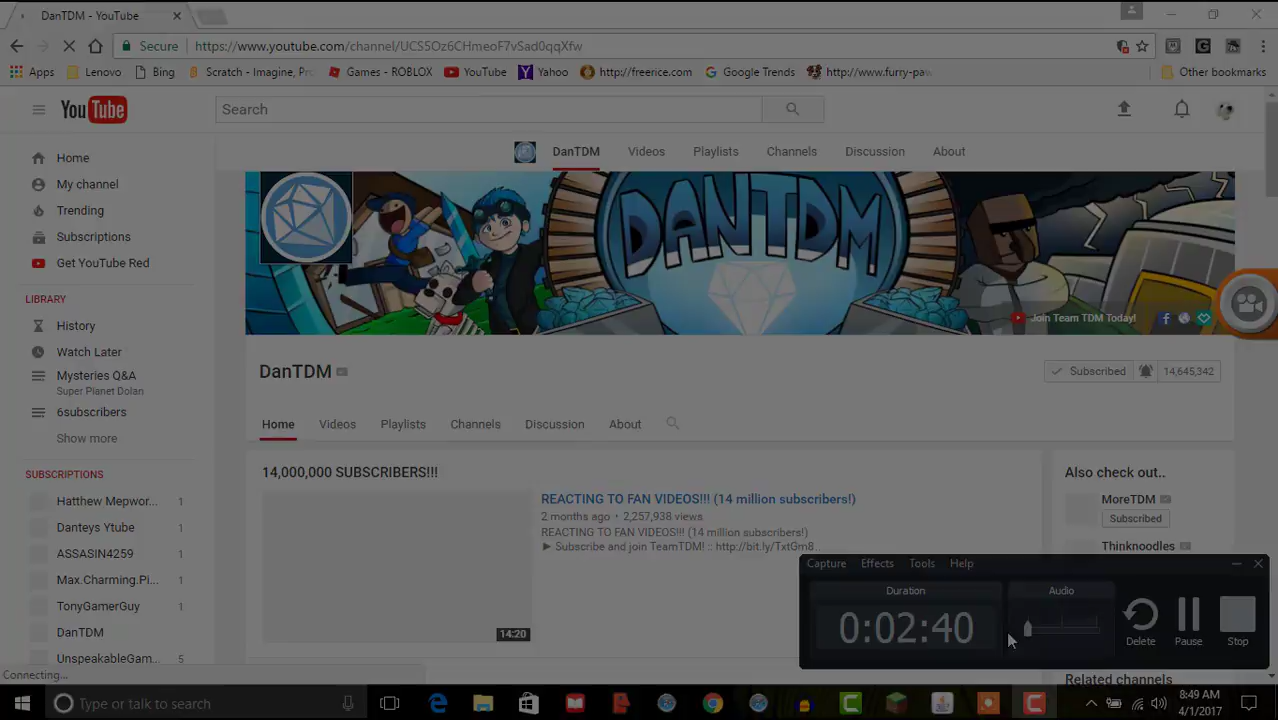 DanTDM - YouTube
Secure https://www.youtube.com/channel/UCS5Oz6CHmeoF7vSad0qqXfw
Apps Lenovo Bing Scratch - Imagine, Pr Games - ROBLOX YouTube Yahoo http://freerice.com Google Trends http://www.furry-paw Other bookmarks
YouTube Search
DanTDM Videos Playlists Channels Discussion About
Home
My channel
Trending
Subscriptions
Get YouTube Red
LIBRARY
History
Watch Later
Mysteries Q&A
Super Planet Dolan
6subscribers
Show more
SUBSCRIPTIONS
Hatthew Mepwor... 1
Danteys Ytube 1
ASSASIN4259 1
Max.Charming.Pi... 1
TonyGamerGuy 1
DanTDM
UnspeakableGam... 5
DANTDM
Join Team TDM Today!
DanTDM
Subscribed 14,645,342
Home Videos Playlists Channels Discussion About
14,000,000 SUBSCRIBERS!!!
14:20
REACTING TO FAN VIDEOS!!! (14 million subscribers!)
2 months ago • 2,257,938 views
REACTING TO FAN VIDEOS!!! (14 million subscribers!)
► Subscribe and join TeamTDM! :: http://bit.ly/TxtGm8...
Also check out..
MoreTDM
Subscribed
Thinknoodles
Related channels
Capture Effects Tools Help
Duration Audio
0:02:40
Delete Pause Stop
Connecting...
Type or talk to search
8:49 AM
4/1/2017